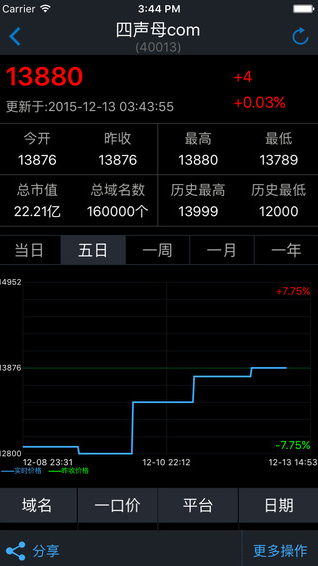 Carrier 3:44 PM
四声母com
(40013)
13880 +4
更新于:2015-12-13 03:43:55 +0.03%
今开 昨收 最高 最低
13876 13876 13880 13789
总市值 总域名数 历史最高 历史最低
22.21亿 160000个 13999 12000
当日 五日 一周 一月 一年
14952 +7.75%
13876
12800 -7.75%
12-08 23:31 12-10 22:12 12-13 14:53
实时价格 昨收价格
域名 一口价 平台 日期
分享 更多操作